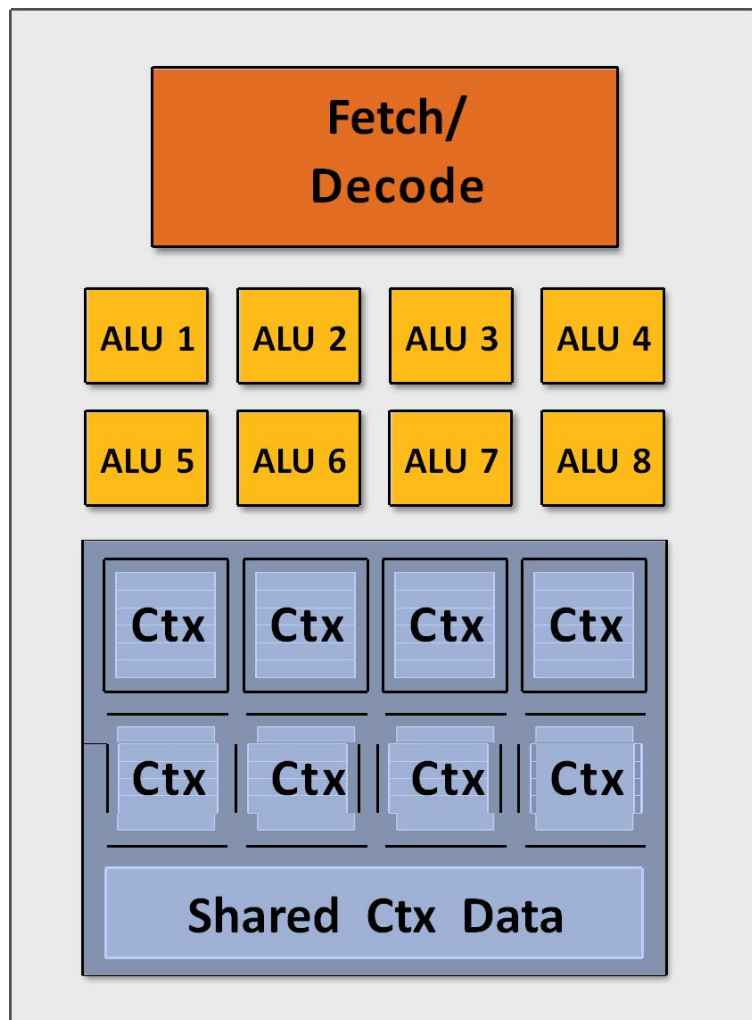 Fetch/
Decode
ALU 1 ALU 2 ALU 3 ALU 4
ALU 5 ALU 6 ALU 7 ALU 8
Ctx Ctx Ctx Ctx
Ctx Ctx Ctx Ctx
Shared Ctx Data